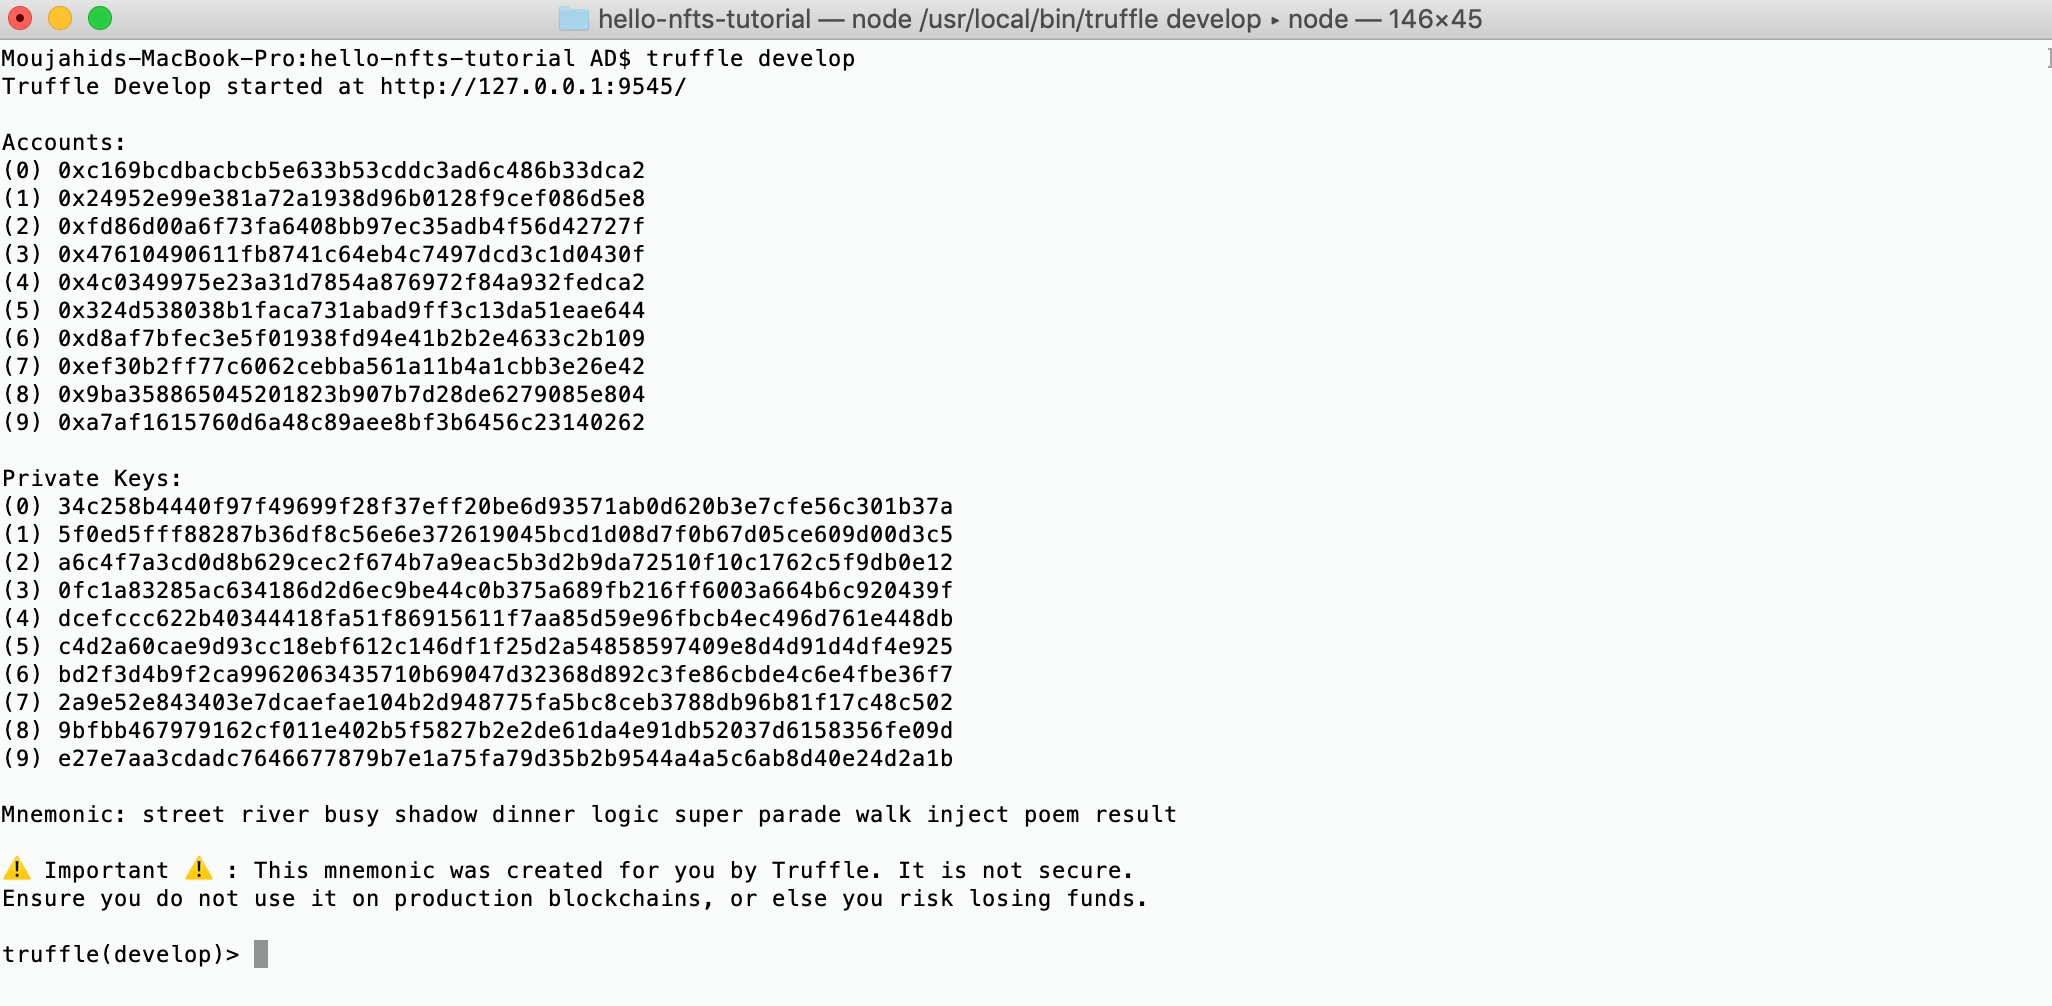 hello-nfts-tutorial — node /usr/local/bin/truffle develop ▸ node — 146×45
Moujahids-MacBook-Pro:hello-nfts-tutorial AD$ truffle develop
Truffle Develop started at http://127.0.0.1:9545/
Accounts:
(0) 0xc169bcdbacbcb5e633b53cddc3ad6c486b33dca2
(1) 0x24952e99e381a72a1938d96b0128f9cef086d5e8
(2) 0xfd86d00a6f73fa6408bb97ec35adb4f56d42727f
(3) 0x47610490611fb8741c64eb4c7497dcd3c1d0430f
(4) 0x4c0349975e23a31d7854a876972f84a932fedca2
(5) 0x324d538038b1faca731abad9ff3c13da51eae644
(6) 0xd8af7bfec3e5f01938fd94e41b2b2e4633c2b109
(7) 0xef30b2ff77c6062cebba561a11b4a1cbb3e26e42
(8) 0x9ba358865045201823b907b7d28de6279085e804
(9) 0xa7af1615760d6a48c89aee8bf3b6456c23140262
Private Keys:
(0) 34c258b4440f97f49699f28f37eff20be6d93571ab0d620b3e7cfe56c301b37a
(1) 5f0ed5fff88287b36df8c56e6e372619045bcd1d08d7f0b67d05ce609d00d3c5
(2) a6c4f7a3cd0d8b629cec2f674b7a9eac5b3d2b9da72510f10c1762c5f9db0e12
(3) 0fc1a83285ac634186d2d6ec9be44c0b375a689fb216ff6003a664b6c920439f
(4) dcefccc622b40344418fa51f86915611f7aa85d59e96fbcb4ec496d761e448db
(5) c4d2a60cae9d93cc18ebf612c146df1f25d2a54858597409e8d4d91d4df4e925
(6) bd2f3d4b9f2ca9962063435710b69047d32368d892c3fe86cbde4c6e4fbe36f7
(7) 2a9e52e843403e7dcaefae104b2d948775fa5bc8ceb3788db96b81f17c48c502
(8) 9bfbb467979162cf011e402b5f5827b2e2de61da4e91db52037d6158356fe09d
(9) e27e7aa3cdadc7646677879b7e1a75fa79d35b2b9544a4a5c6ab8d40e24d2a1b
Mnemonic: street river busy shadow dinner logic super parade walk inject poem result
⚠️ Important ⚠️ : This mnemonic was created for you by Truffle. It is not secure.
Ensure you do not use it on production blockchains, or else you risk losing funds.
truffle(develop)>